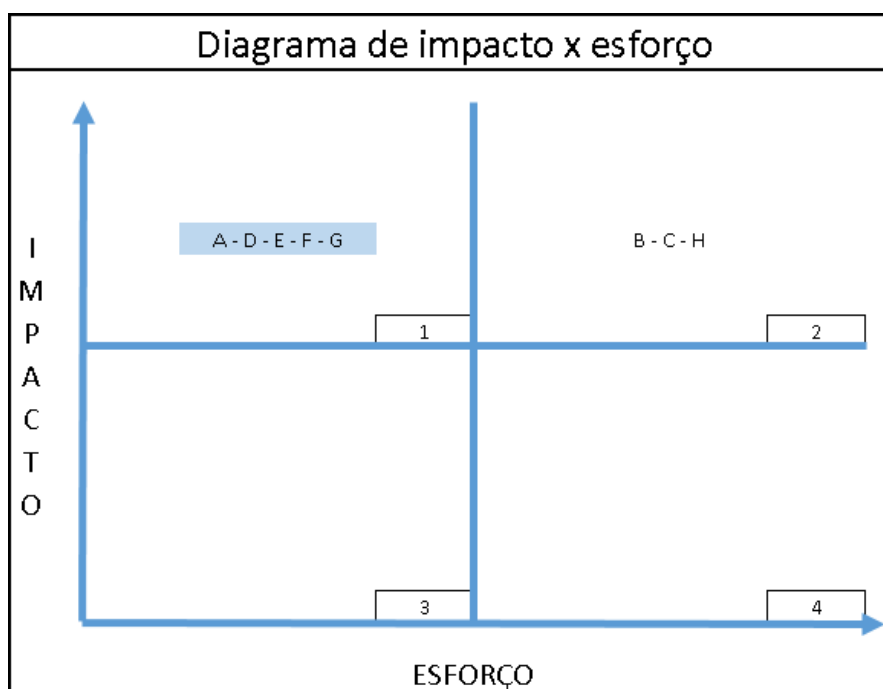 Diagrama de impacto x esforço
A - D - E - F - G
B - C - H
1
2
I
M
P
A
C
T
O
3
4
ESFORÇO